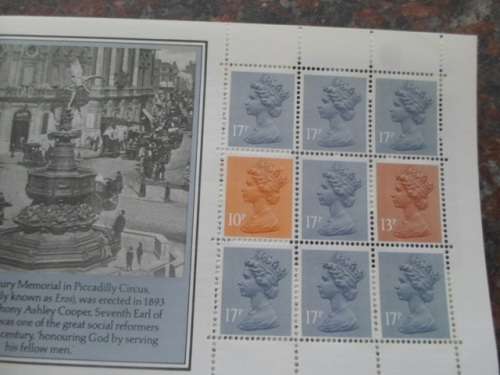 17P 17P 17P
10P 17P 13P
17P 17P 17P
ury Memorial in Piccadilly Circus,
ly known as Eros, was erected in 1893
hony Ashley Cooper, Seventh Earl of
was one of the great social reformers
century, 'honouring God by serving
his fellow men.'